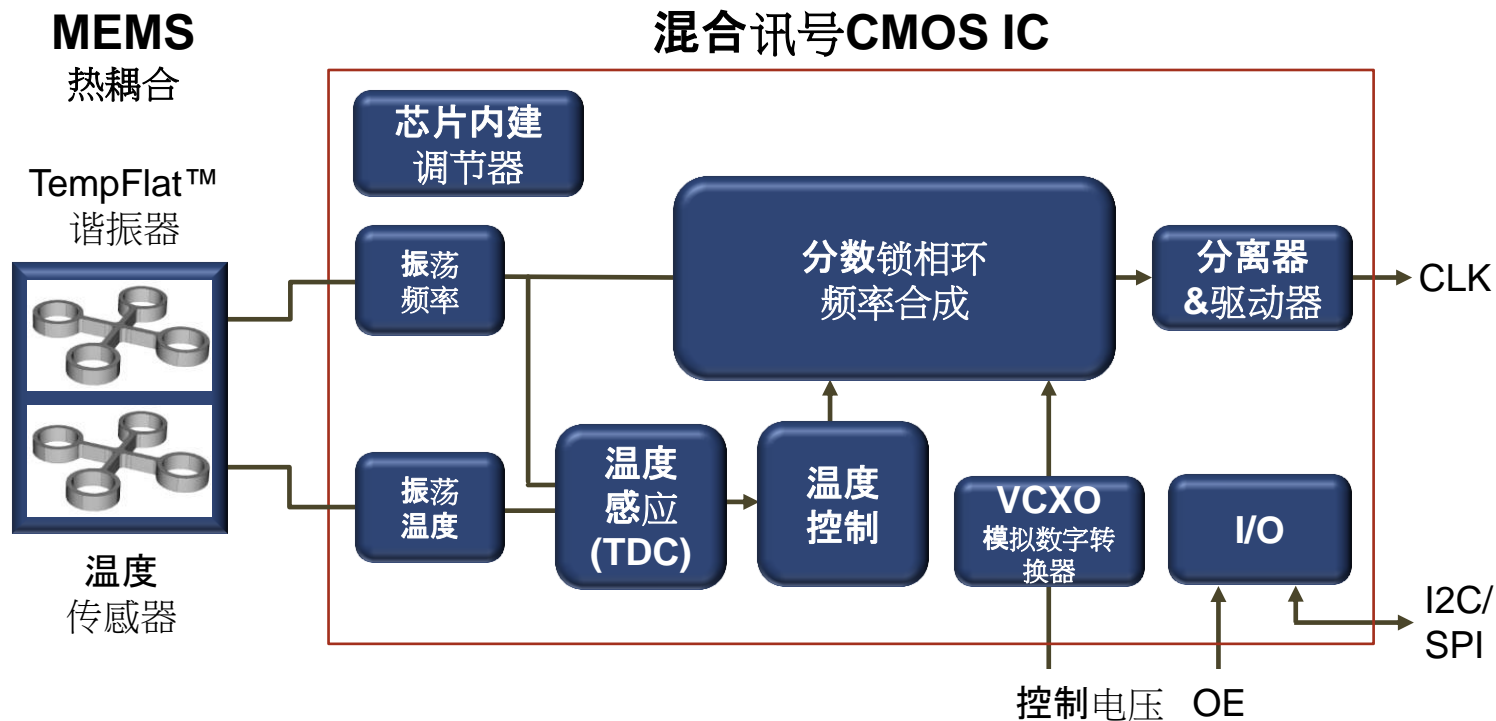 MEMS
热耦合
混合讯号CMOS IC
芯片内建
调节器
TempFlat™
谐振器
振荡
频率
分数锁相环
频率合成
分离器
&驱动器
CLK
振荡
温度
温度
感应
(TDC)
温度
控制
VCXO
模拟数字转
换器
I/O
温度
传感器
I2C/
SPI
控制电压
OE